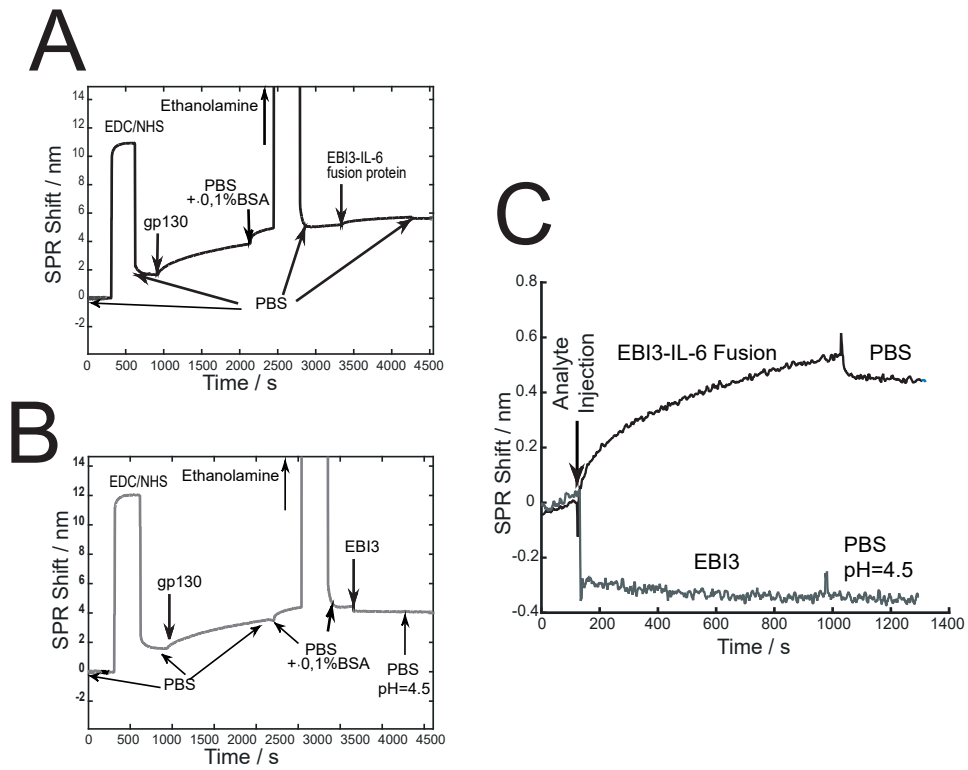 A
SPR Shift / nm
14
12
10
8
6
4
2
0
-2
EDC/NHS
gp130
PBS
+·0,1%BSA
Ethanolamine
EBI3-IL-6
fusion protein
PBS
0 500 1000 1500 2000 2500 3000 3500 4000 4500
Time / s
B
SPR Shift / nm
14
12
10
8
6
4
2
0
-2
EDC/NHS
gp130
PBS
Ethanolamine
PBS
+·0,1%BSA
EBI3
PBS
pH=4.5
0 500 1000 1500 2000 2500 3000 3500 4000 4500
Time / s
C
SPR Shift / nm
0.8
0.6
0.4
0.2
0
-0.2
-0.4
Analyte
Injection
EBI3-IL-6 Fusion
PBS
EBI3
PBS
pH=4.5
0 200 400 600 800 1000 1200 1400
Time / s